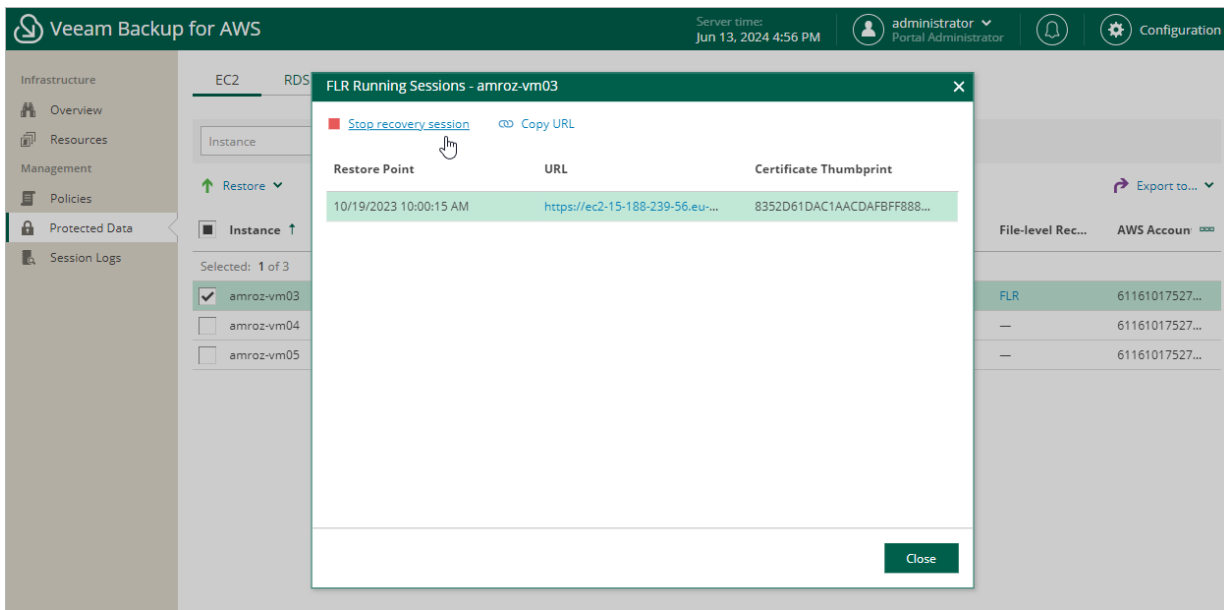 Veeam Backup for AWS
Server time:
Jun 13, 2024 4:56 PM
administrator
Portal Administrator
Configuration
Infrastructure
Overview
Resources
Management
Policies
Protected Data
Session Logs
EC2 RDS
Instance
Restore
Export to...
Instance File-level Rec... AWS Accoun
Selected: 1 of 3
amroz-vm03 FLR 61161017527...
amroz-vm04 — 61161017527...
amroz-vm05 — 61161017527...
FLR Running Sessions - amroz-vm03
Stop recovery session Copy URL
Restore Point URL Certificate Thumbprint
10/19/2023 10:00:15 AM https://ec2-15-188-239-56.eu-... 8352D61DAC1AACDAFBFF888...
Close